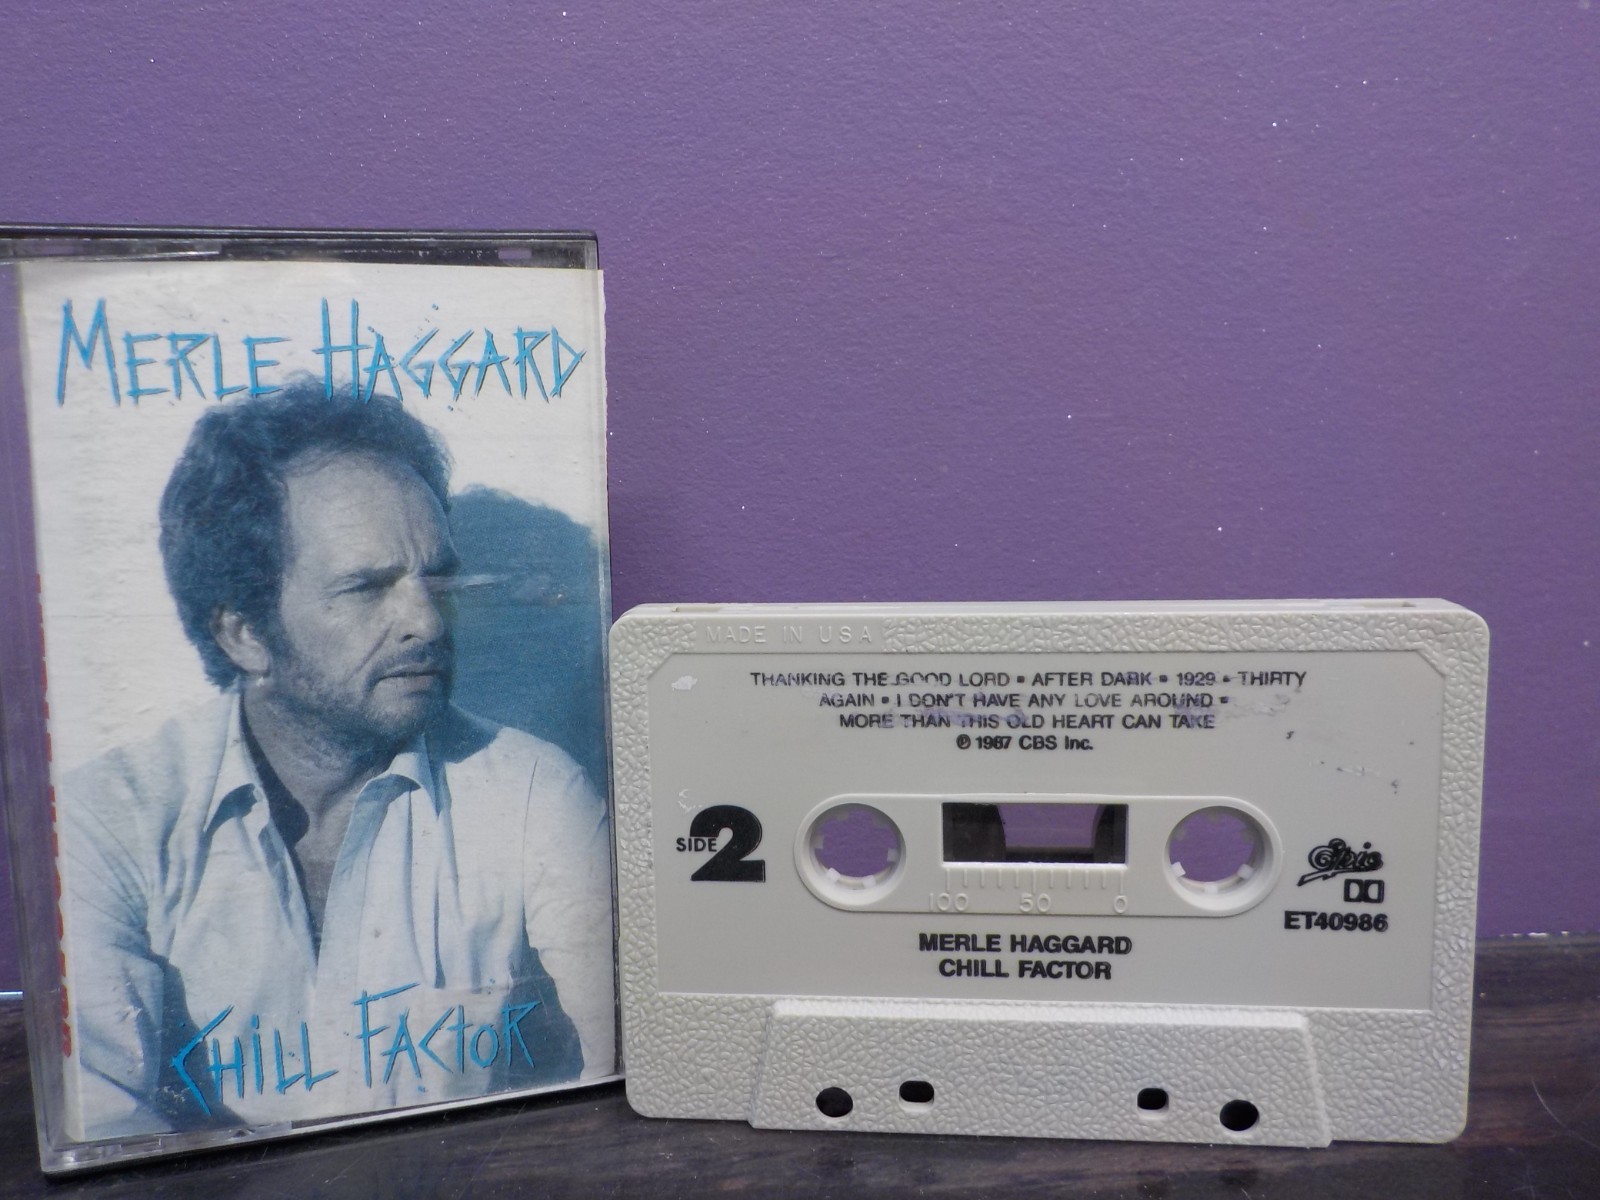 MERLE HAGGARD
CHILL FACTOR
MADE IN USA
THANKING THE GOOD LORD ▪ AFTER DARK ▪ 1929 ▪ THIRTY
AGAIN ▪ I DON'T HAVE ANY LOVE AROUND ▪
MORE THAN THIS OLD HEART CAN TAKE
℗ 1987 CBS Inc.
SIDE 2
100 50 0
Epic
ET40986
MERLE HAGGARD
CHILL FACTOR